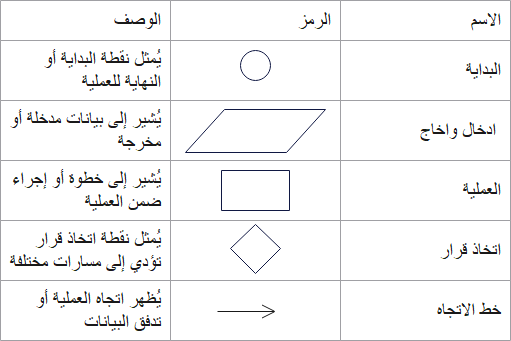 الاسم الرمز الوصف
البداية
يُمثل نقطة البداية أو
النهاية للعملية
ادخال واخاج
يُشير إلى بيانات مدخلة أو
مخرجة
العملية
يُشير إلى خطوة أو إجراء
ضمن العملية
اتخاذ قرار
يُمثل نقطة اتخاذ قرار
تؤدي إلى مسارات مختلفة
خط الاتجاه
يُظهر اتجاه العملية أو
تدفق البيانات